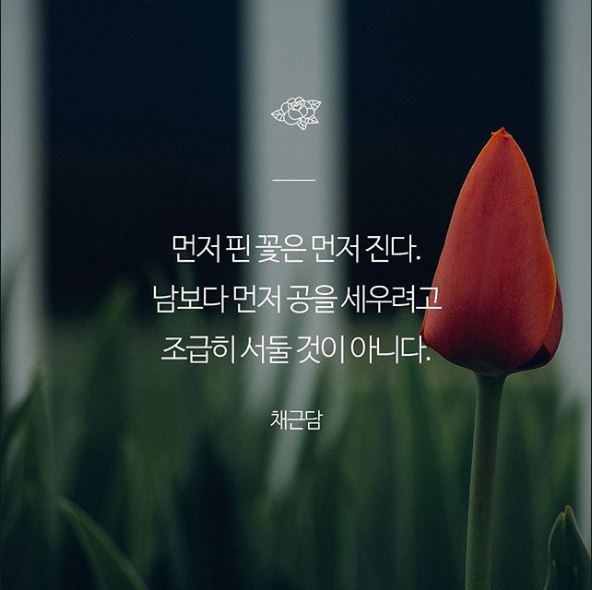 먼저 핀 꽃은 먼저 진다.
남보다 먼저 공을 세우려고
조급히 서둘 것이 아니다.
채근담